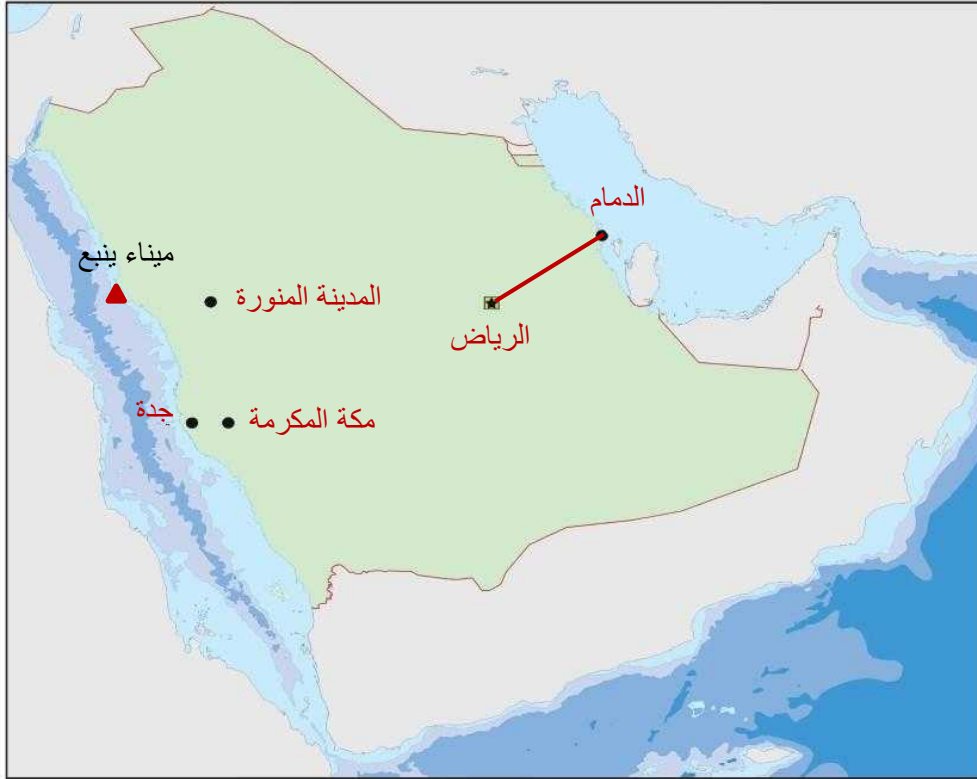 الدمام
ميناء ينبع
المدينة المنورة
الرياض
جدة
مكة المكرمة